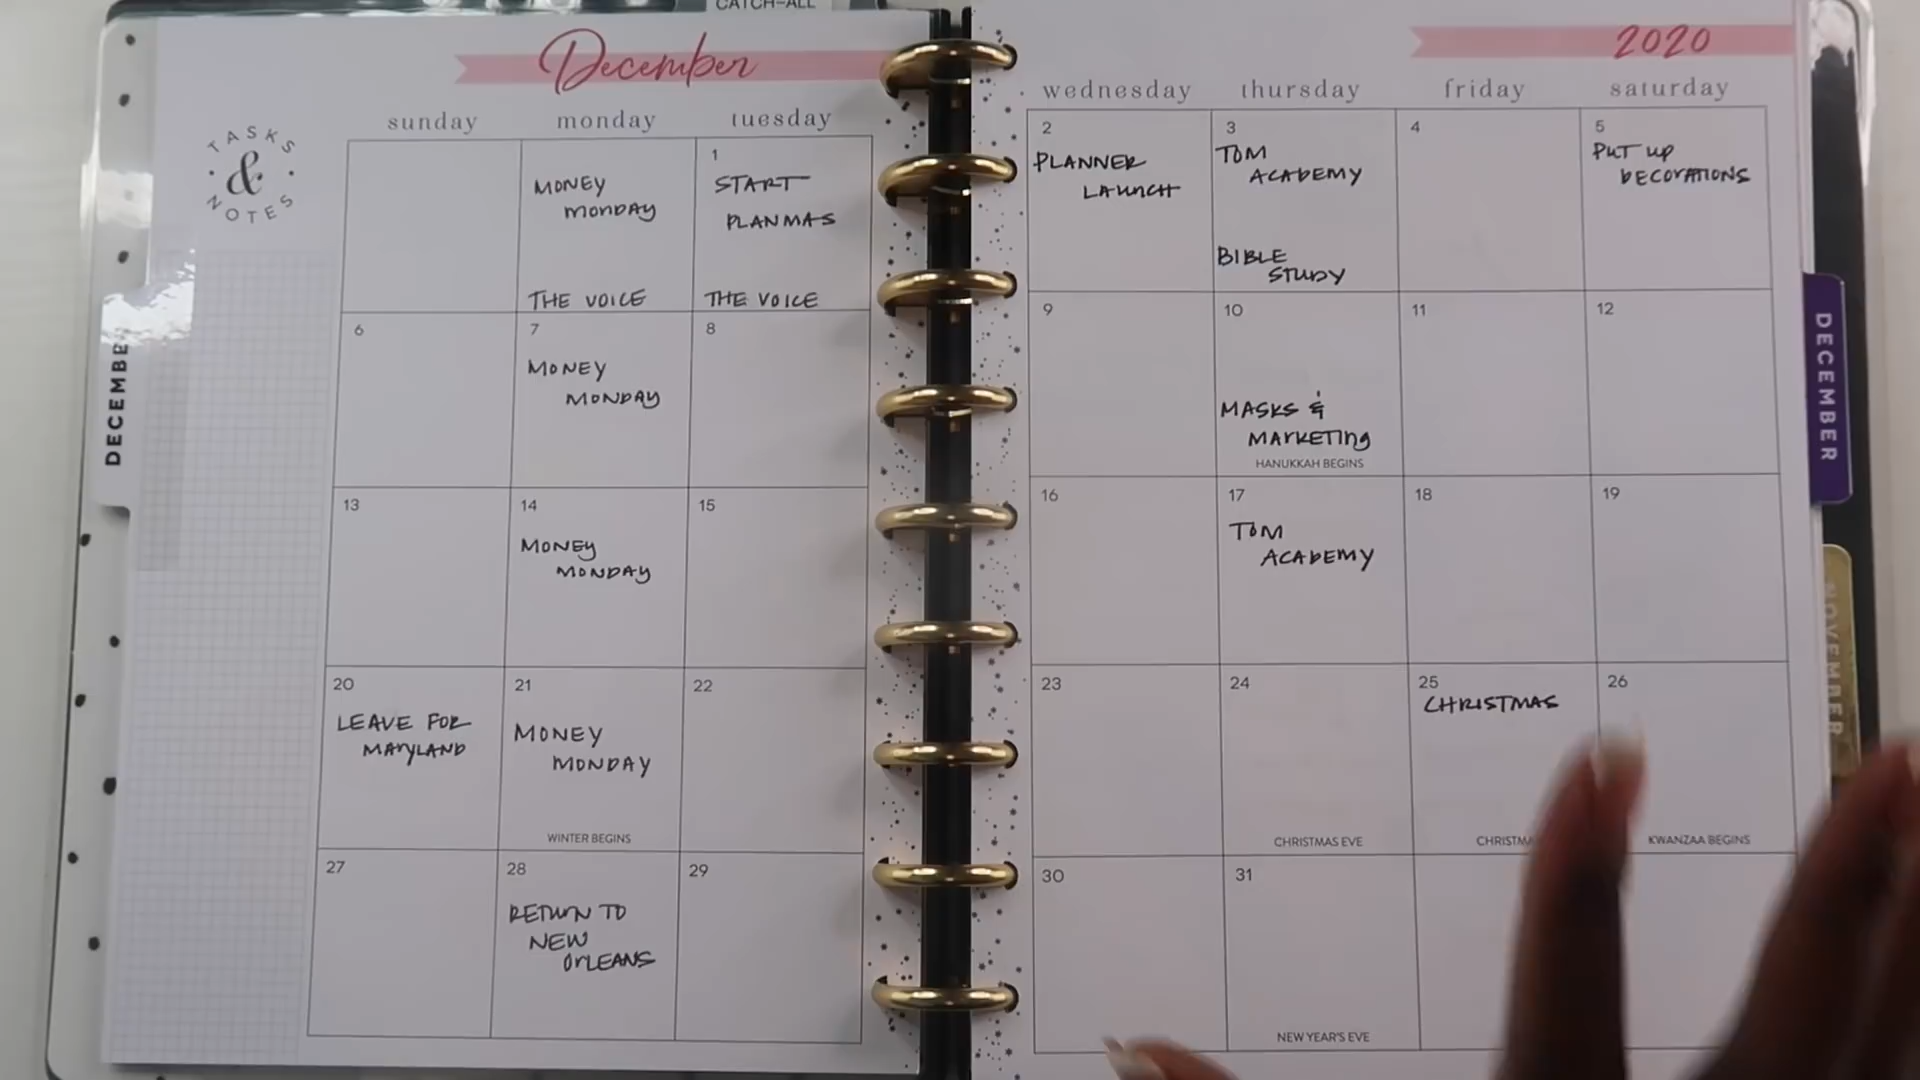 CATCH-ALL
December
2020
sunday monday tuesday wednesday thursday friday saturday
TASKS
&
NOTES
MONEY
MONDAY
THE VOICE
1
START
PLANMAS
THE VOICE
2
PLANNER
LAUNCH
3
TOM
ACADEMY
BIBLE
STUDY
4
5
PUT UP
DECORATIONS
6
7
MONEY
MONDAY
8
9
10
MASKS &
MARKETING
HANUKKAH BEGINS
11
12
13
14
MONEY
MONDAY
15
16
17
TOM
ACADEMY
18
19
20
LEAVE FOR
MARYLAND
21
MONEY
MONDAY
WINTER BEGINS
22
23
24
CHRISTMAS EVE
25
CHRISTMAS
26
KWANZAA BEGINS
27
28
RETURN TO
NEW
ORLEANS
29
30
31
NEW YEAR'S EVE
DECEMBER
DECEMBER
NOVEMBER